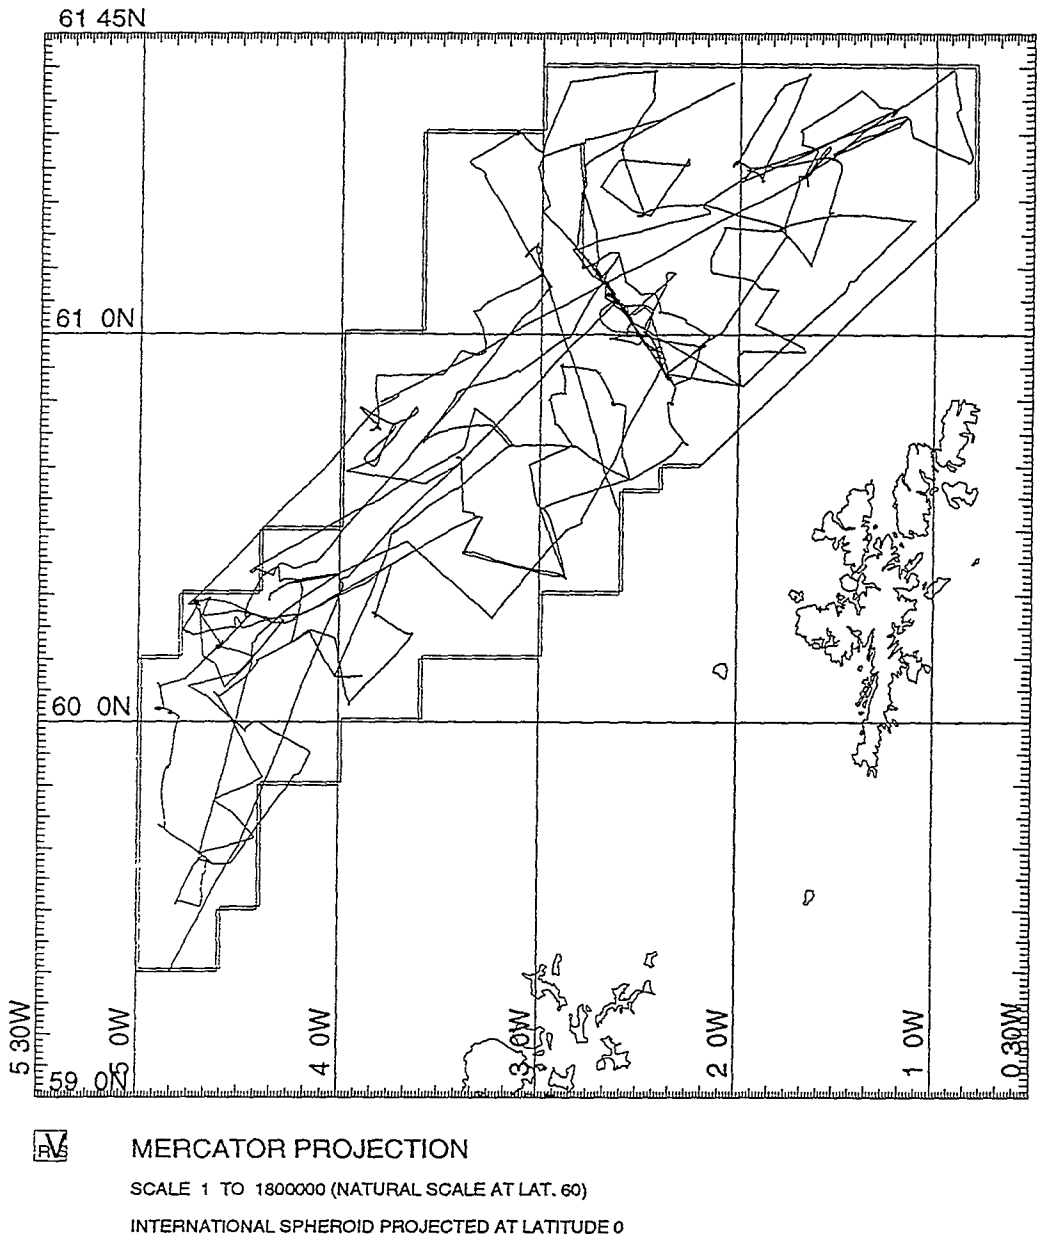 61 45N
61 0N
60 0N
59 0N
5 30W
5 0W
4 0W
3 0W
2 0W
1 0W
0 30W
RVS
MERCATOR PROJECTION
SCALE 1 TO 1800000 (NATURAL SCALE AT LAT. 60)
INTERNATIONAL SPHEROID PROJECTED AT LATITUDE 0